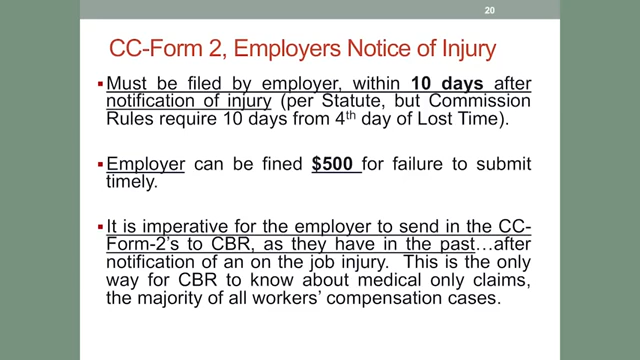 20
CC-Form 2, Employers Notice of Injury
▪Must be filed by employer, within 10 days after
notification of injury (per Statute, but Commission
Rules require 10 days from 4th day of Lost Time).
▪Employer can be fined $500 for failure to submit
timely.
▪It is imperative for the employer to send in the CC-
Form-2's to CBR, as they have in the past…after
notification of an on the job injury. This is the only
way for CBR to know about medical only claims,
the majority of all workers' compensation cases.